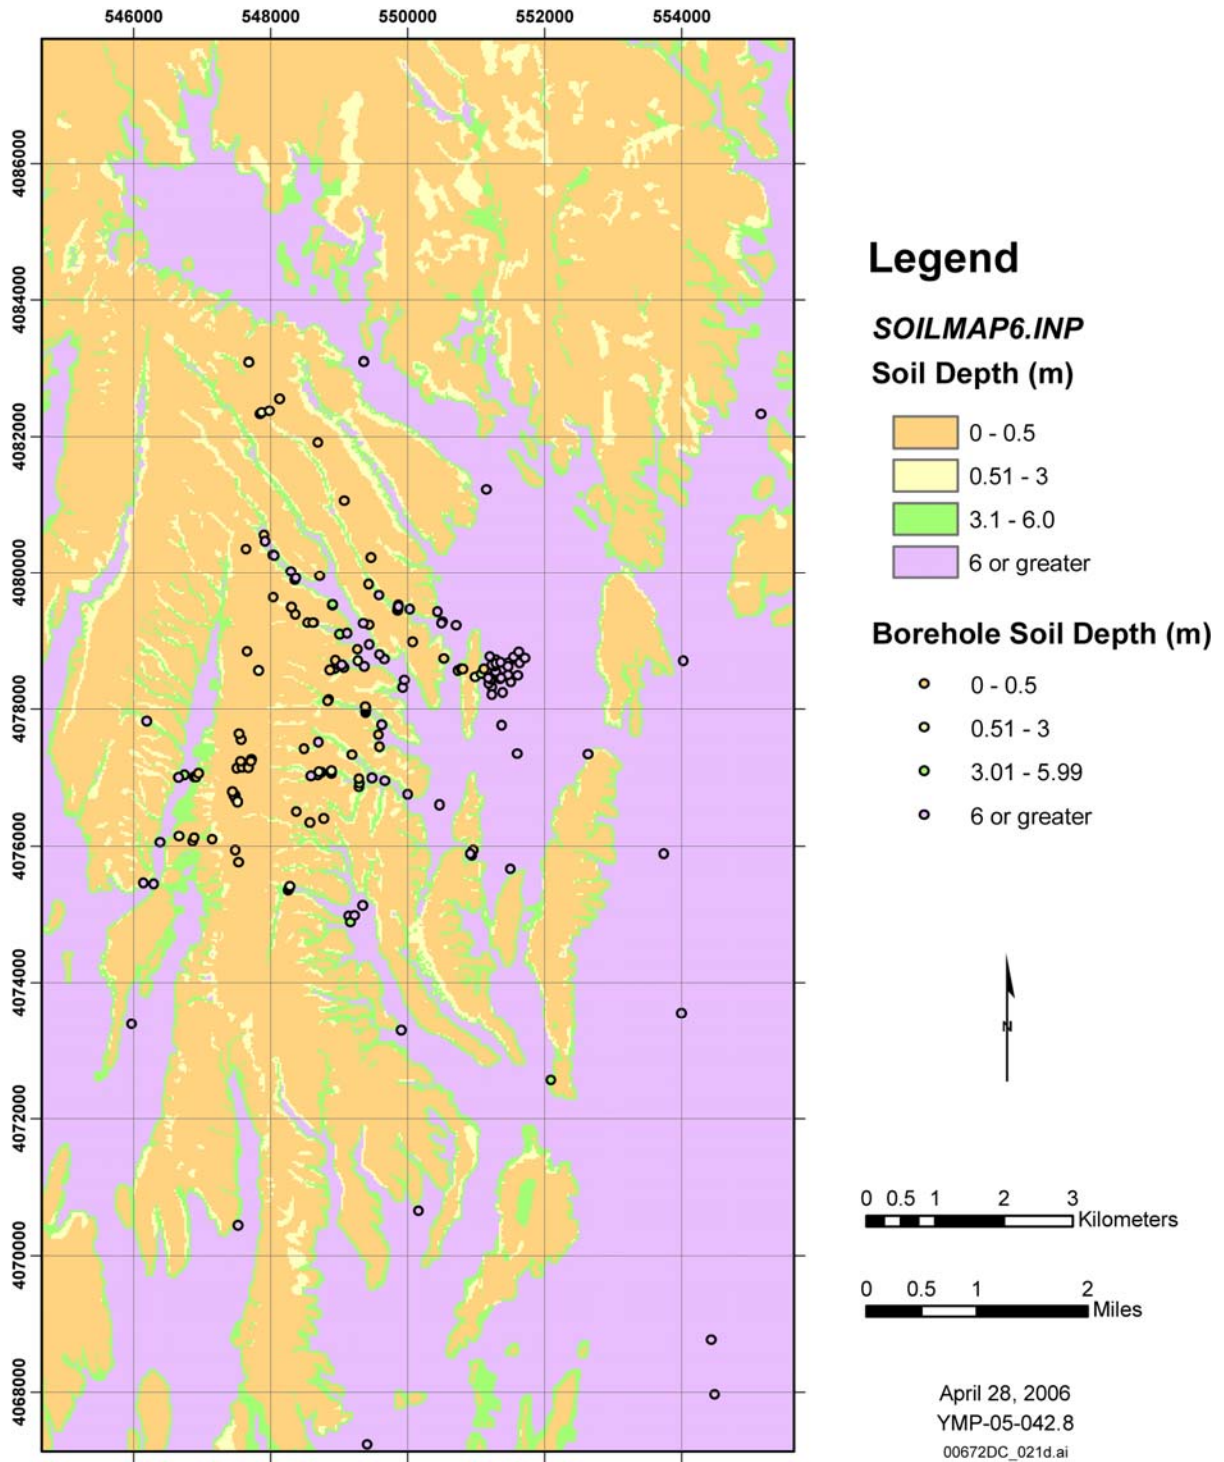 546000 548000 550000 552000 554000
4086000
4084000
4082000
4080000
4078000
4076000
4074000
4072000
4070000
4068000
Legend
SOILMAP6.INP
Soil Depth (m)
0 - 0.5
0.51 - 3
3.1 - 6.0
6 or greater
Borehole Soil Depth (m)
0 - 0.5
0.51 - 3
3.01 - 5.99
6 or greater
N
0 0.5 1 2 3
Kilometers
0 0.5 1 2
Miles
April 28, 2006
YMP-05-042.8
00672DC_021d.ai